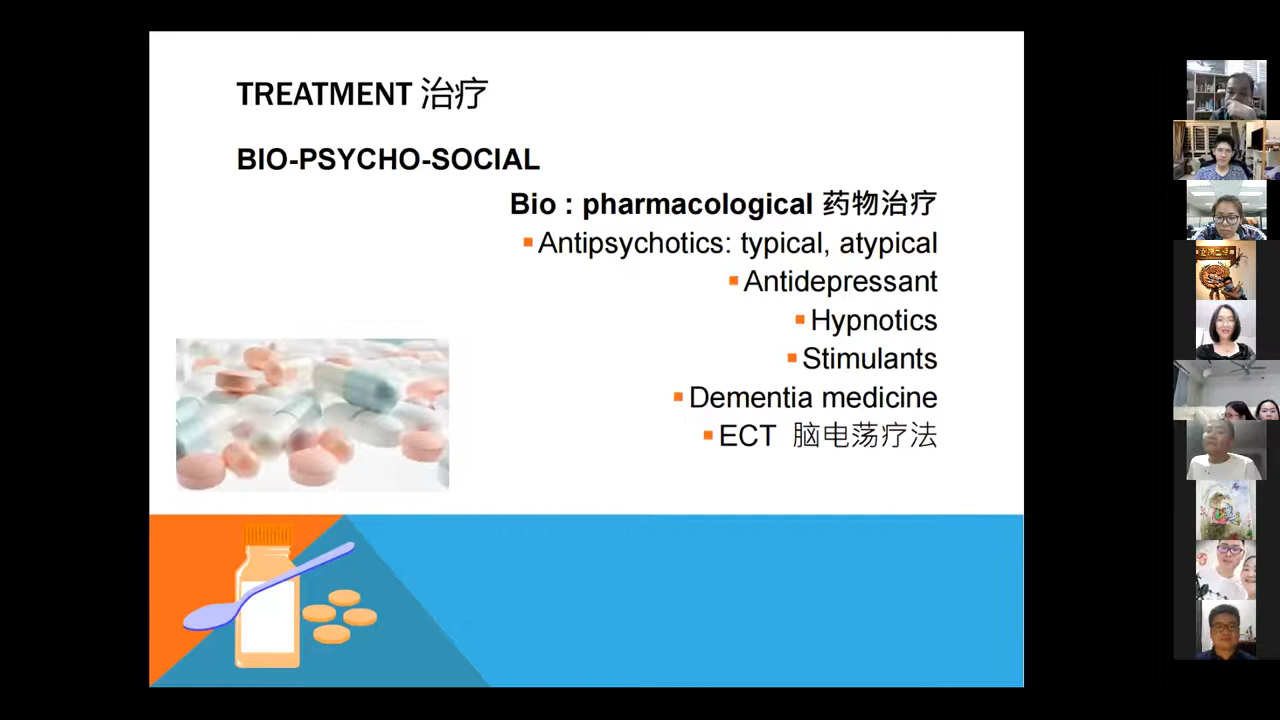 TREATMENT 治疗
BIO-PSYCHO-SOCIAL
Bio : pharmacological 药物治疗
Antipsychotics: typical, atypical
Antidepressant
Hypnotics
Stimulants
Dementia medicine
ECT 脑电荡疗法